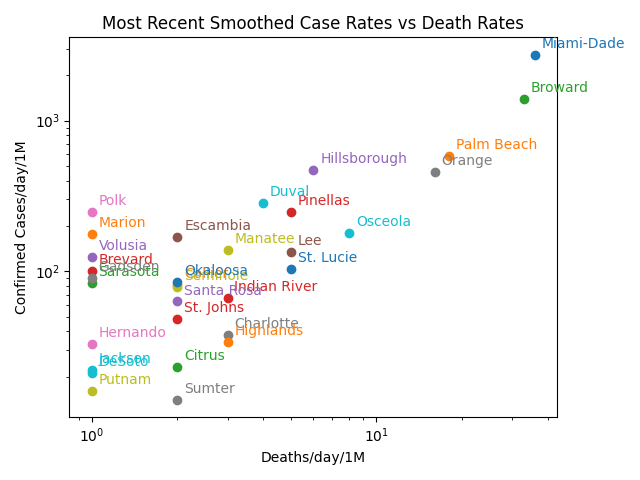 Most Recent Smoothed Case Rates vs Death Rates
Miami-Dade
Broward
10³
Palm Beach
Orange
Hillsborough
Duval
Polk
Pinellas
Osceola
Marion
Escambia
Manatee
Volusia
Lee
Brevard
St. Lucie
Gadsden
Sarasota
10²
Okaloosa
Seminole
Santa Rosa
Indian River
St. Johns
Charlotte
Highlands
Hernando
Citrus
Jackson
DeSoto
Putnam
Sumter
10⁰
10¹
Deaths/day/1M
Confirmed Cases/day/1M